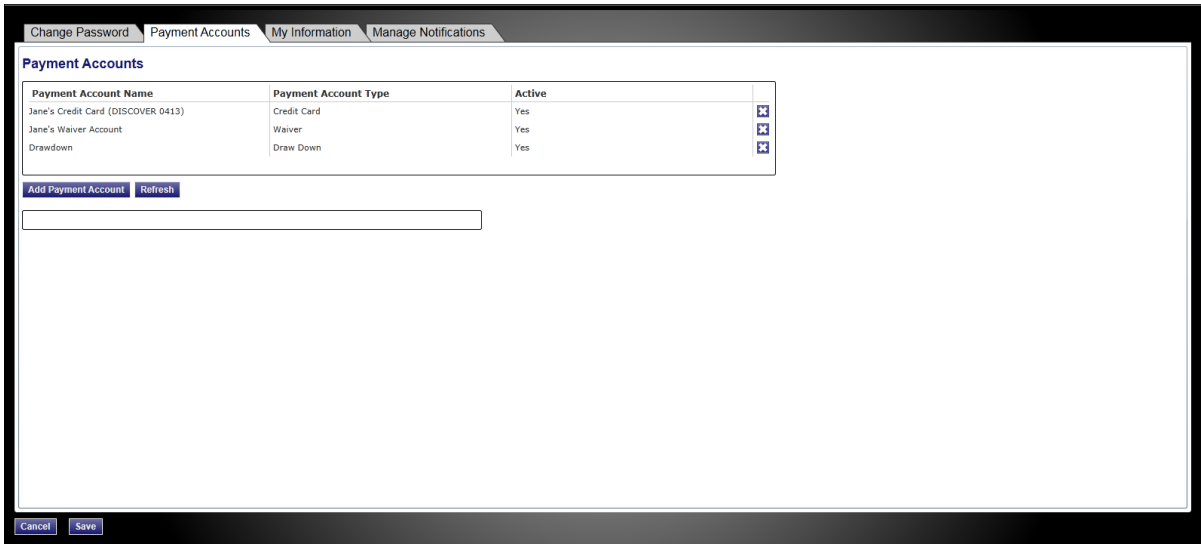 Change Password Payment Accounts My Information Manage Notifications
Payment Accounts
Payment Account Name Payment Account Type Active
Jane's Credit Card (DISCOVER 0413) Credit Card Yes
Jane's Waiver Account Waiver Yes
Drawdown Draw Down Yes
Add Payment Account Refresh
Cancel Save